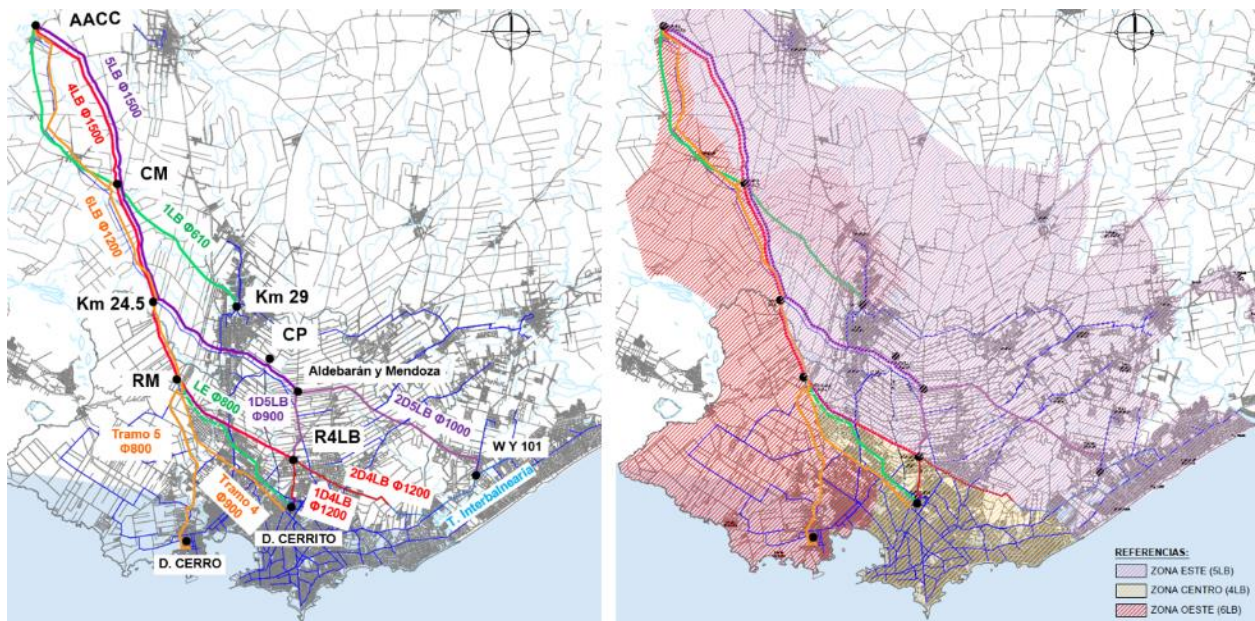 AACC
5LB Φ1500
4LB Φ1500
CM
6LB Φ1200
1LB Φ610
Km 24.5
Km 29
CP
Aldebarán y Mendoza
RM
LE Φ800
1D5LB
Φ900
2D5LB Φ1000
Tramo 5
Φ800
R4LB
W Y 101
Tramo 4
Φ900
1D4LB
Φ1200
2D4LB Φ1200
T. Interbalnearia
D. CERRO
D. CERRITO
REFERENCIAS:
ZONA ESTE (5LB)
ZONA CENTRO (4LB)
ZONA OESTE (6LB)